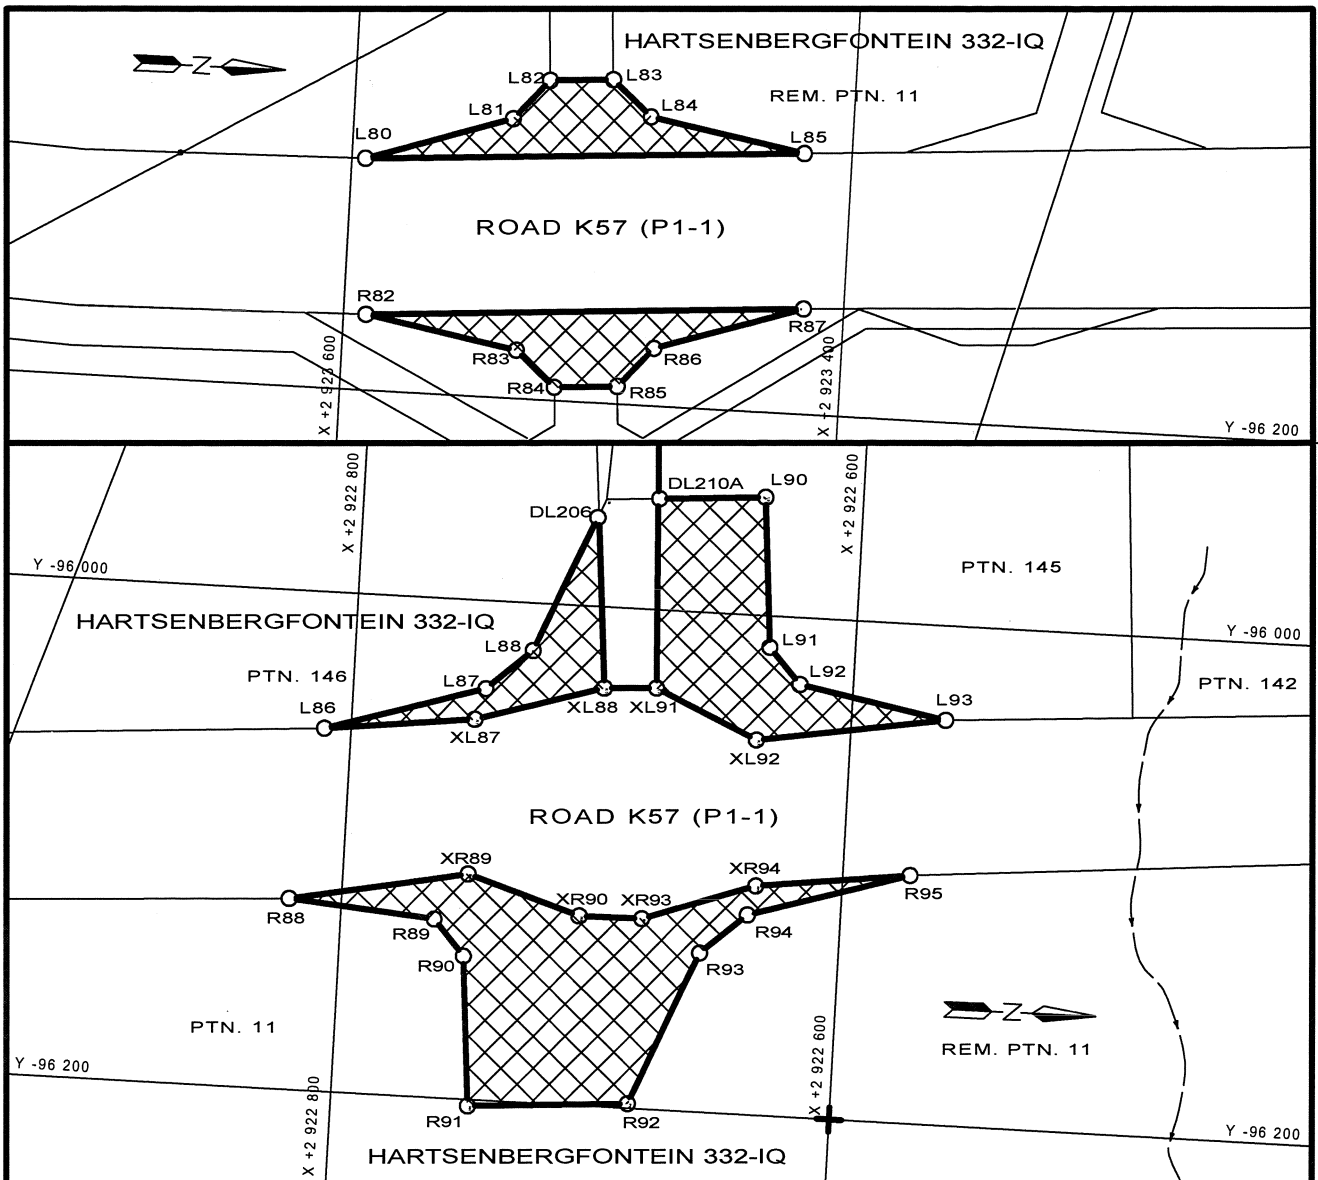 HARTSENBERGFONTEIN 332-IQ
Z
L82
L83
REM. PTN. 11
L81
L84
L80
L85
ROAD K57 (P1-1)
R82
R87
R83
R86
R84
R85
X +2 923 600
X +2 923 400
Y -96 200
X +2 922 800
X +2 922 600
DL210A
L90
DL206
Y -96 000
PTN. 145
HARTSENBERGFONTEIN 332-IQ
Y -96 000
L88
L91
PTN. 146
L87
L92
PTN. 142
L86
XL88
XL91
L93
XL87
XL92
ROAD K57 (P1-1)
XR89
XR94
XR90
XR93
R88
R95
R89
R94
R90
R93
PTN. 11
Z
REM. PTN. 11
Y -96 200
X +2 922 800
X +2 922 600
R91
R92
Y -96 200
HARTSENBERGFONTEIN 332-IQ